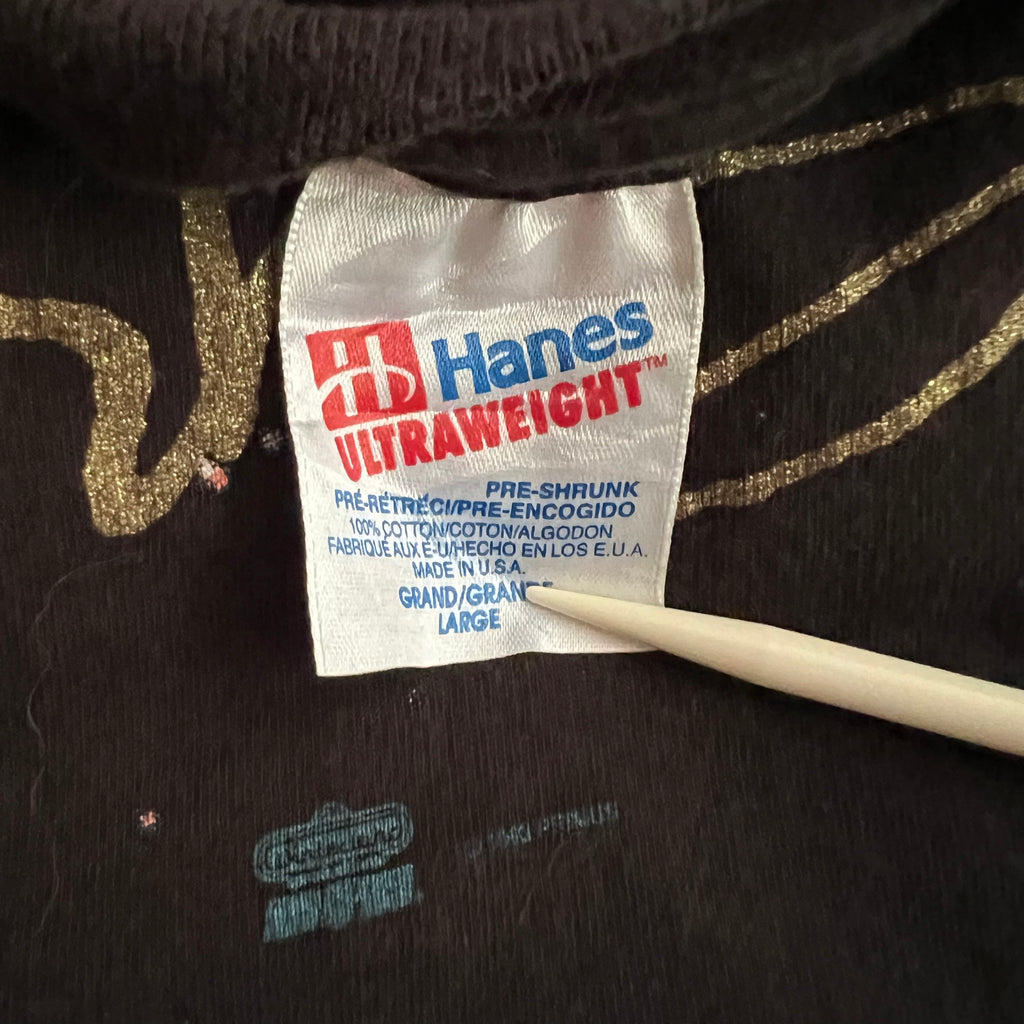 Hanes
ULTRAWEIGHT™
PRE-SHRUNK
PRÉ-RÉTRÉCI/PRE-ENCOGIDO
100% COTTON/COTON/ALGODON
FABRIQUÉ AUX É-U/HECHO EN LOS E.U.A.
MADE IN U.S.A.
GRAND/GRANDE
LARGE